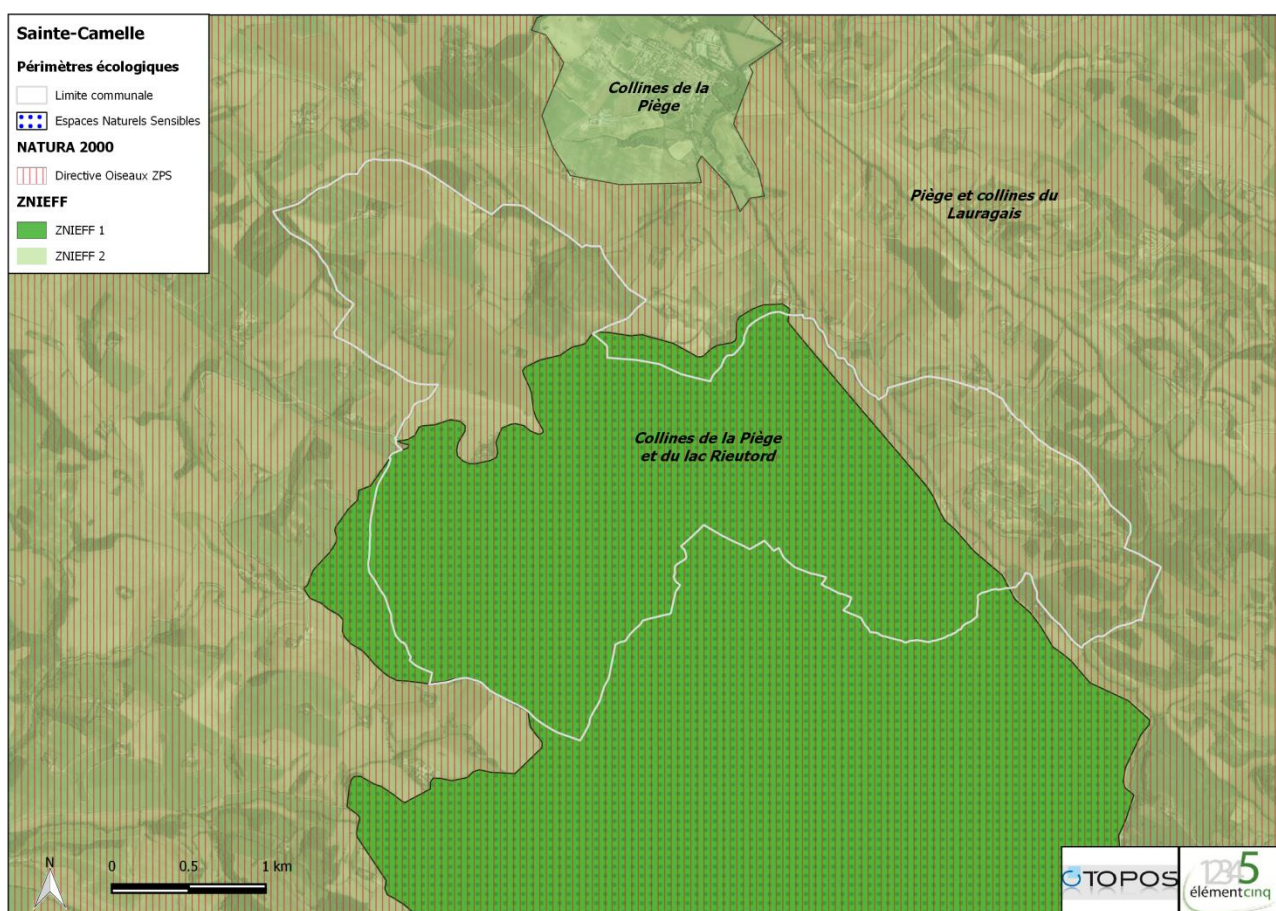 Sainte-Camelle
Périmètres écologiques
Limite communale
Espaces Naturels Sensibles
NATURA 2000
Directive Oiseaux ZPS
ZNIEFF
ZNIEFF 1
ZNIEFF 2
Collines de la
Piège
Piège et collines du
Lauragais
Collines de la Piège
et du lac Rieutord
N
0 0.5 1 km
OTOPOS
12345
élémentcinq